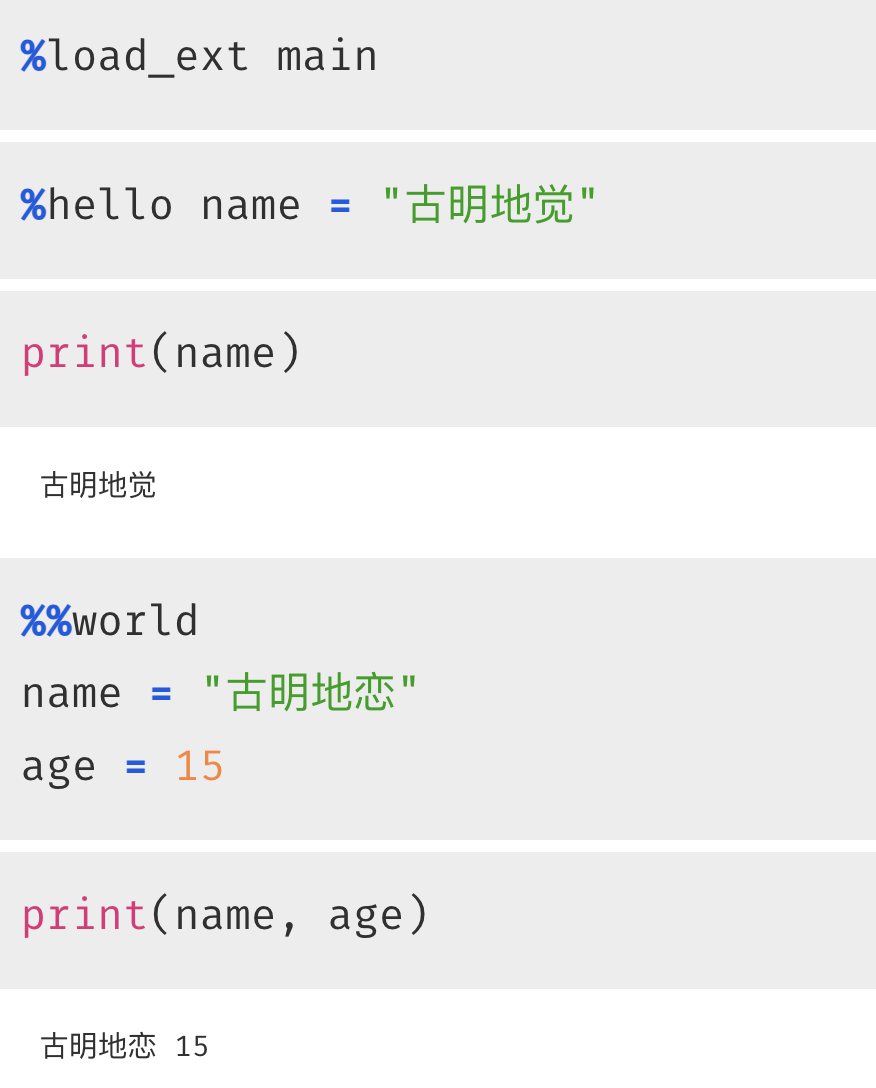 %load_ext main
%hello name = "古明地觉"
print(name)
古明地觉
%%world
name = "古明地恋"
age = 15
print(name, age)
古明地恋 15